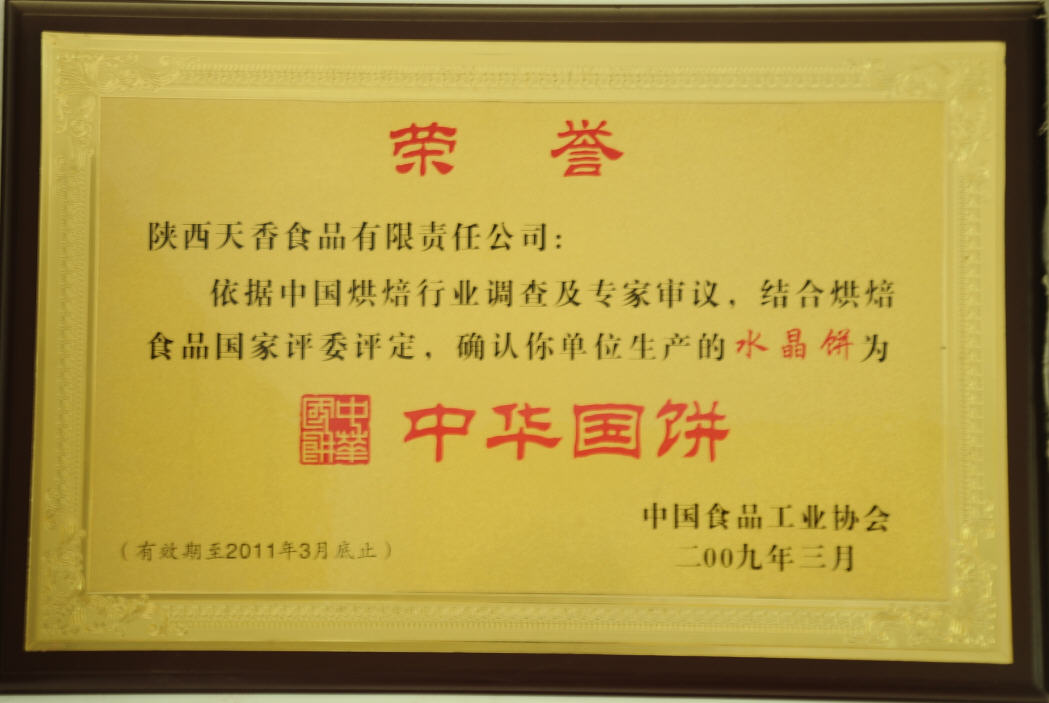 荣 誉
陕西天香食品有限责任公司：
依据中国烘焙行业调查及专家审议，结合烘焙
食品国家评委评定，确认你单位生产的水晶饼为
中華國餅 中华国饼
中国食品工业协会
（有效期至2011年3月底止）
二00九年三月